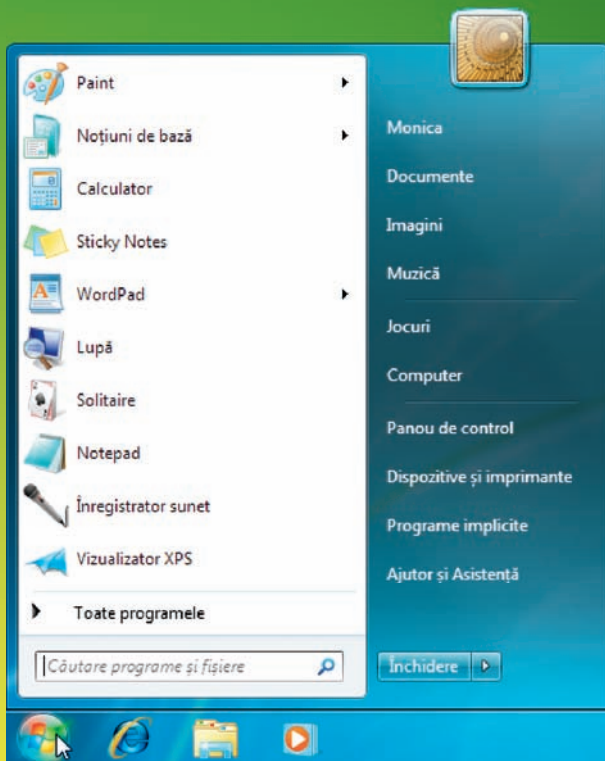 Paint
Noțiuni de bază
Calculator
Sticky Notes
WordPad
Lupă
Solitaire
Notepad
Înregistrator sunet
Vizualizator XPS
Toate programele
Căutare programe și fișiere
Monica
Documente
Imagini
Muzică
Jocuri
Computer
Panou de control
Dispozitive și imprimante
Programe implicite
Ajutor și Asistență
Închidere